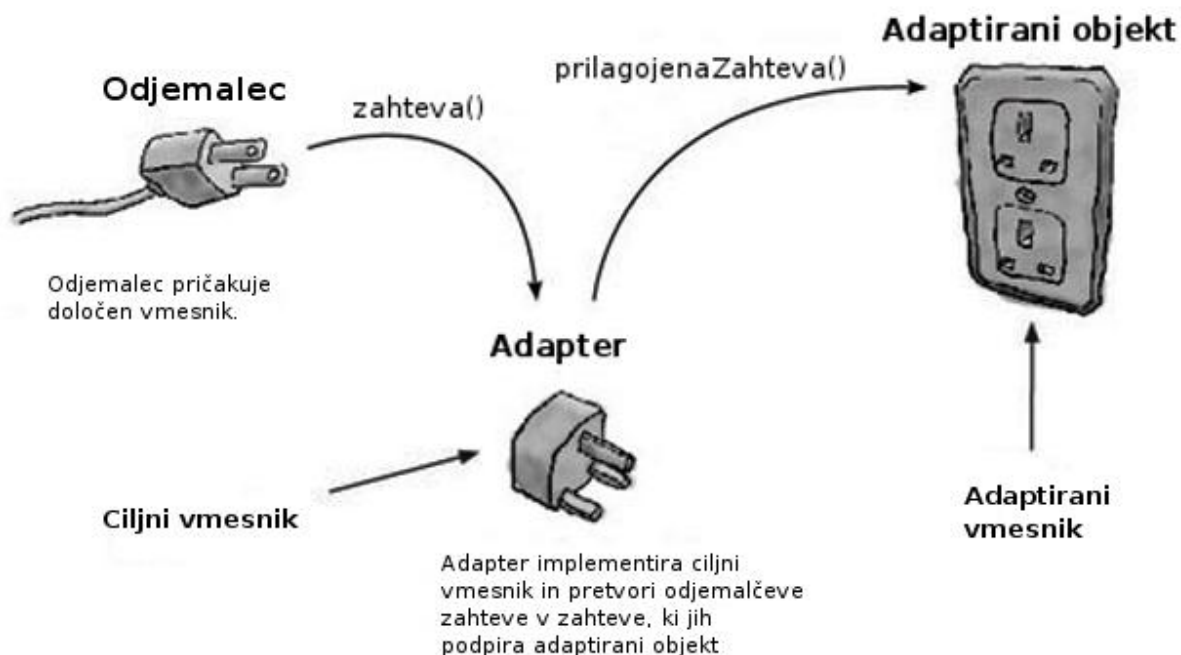 Adaptirani objekt
prilagojenaZahteva()
Odjemalec
zahteva()
Odjemalec pričakuje
določen vmesnik.
Adapter
Ciljni vmesnik
Adaptirani
vmesnik
Adapter implementira ciljni
vmesnik in pretvori odjemalčeve
zahteve v zahteve, ki jih
podpira adaptirani objekt